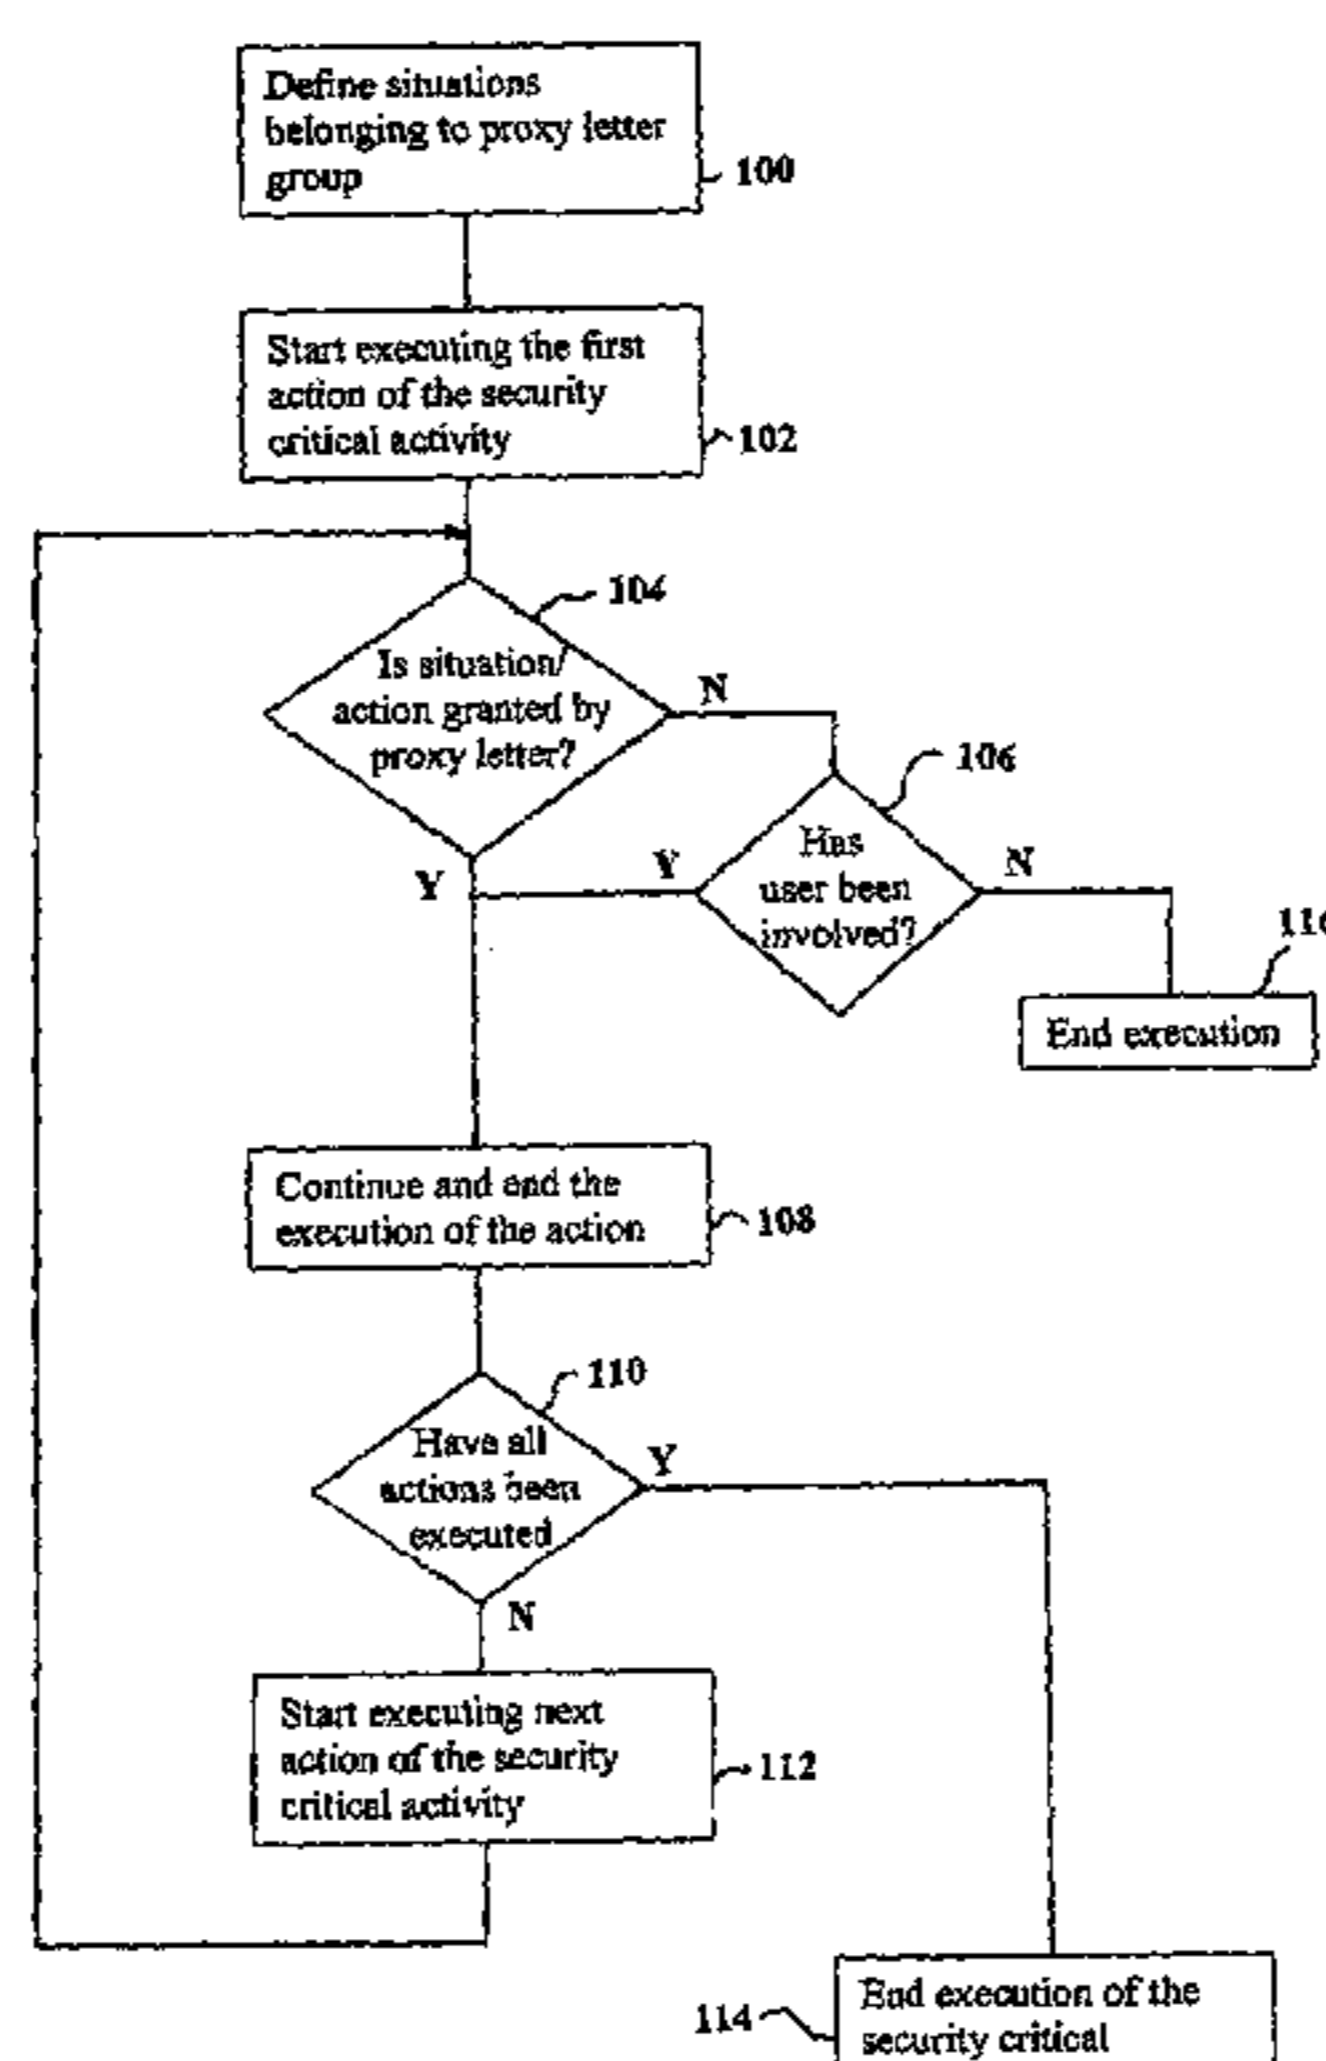 Define situations
belonging to proxy letter
group
100
Start executing the first
action of the security
critical activity
102
104
Is situation/
action granted by
proxy letter?
N
106
Has
user been
involved?
Y
Y
N
End execution
Continue and end the
execution of the action
108
110
Have all
actions been
executed
Y
N
Start executing next
action of the security
critical activity
112
114
End execution of the
security critical